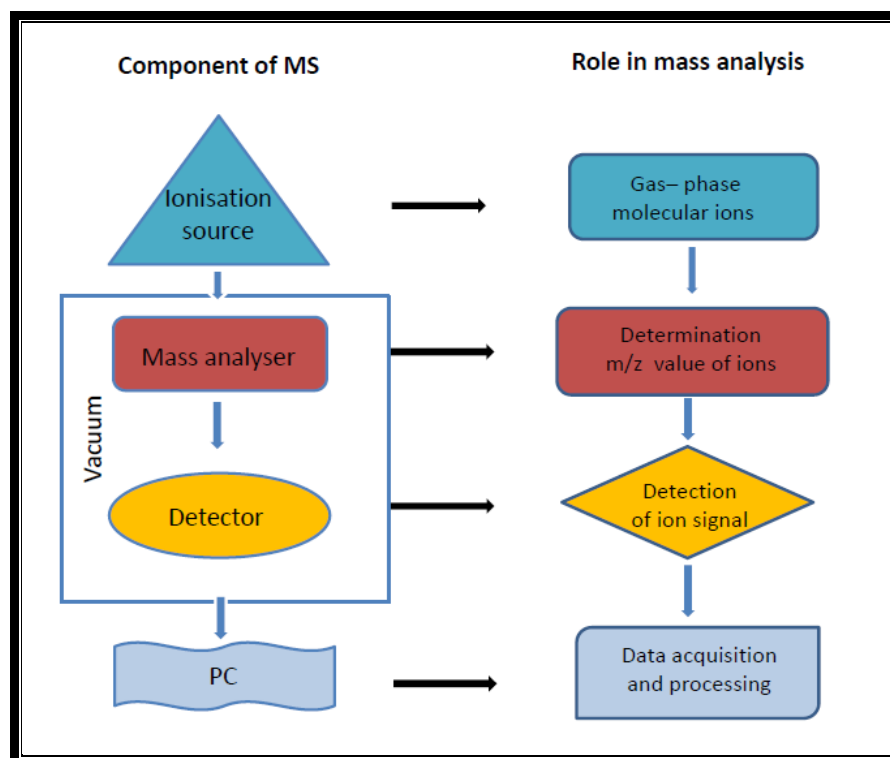 Component of MS
Role in mass analysis
Ionisation
source
Gas– phase
molecular ions
Vacuum
Mass analyser
Determination
m/z value of ions
Detector
Detection
of ion signal
PC
Data acquisition
and processing